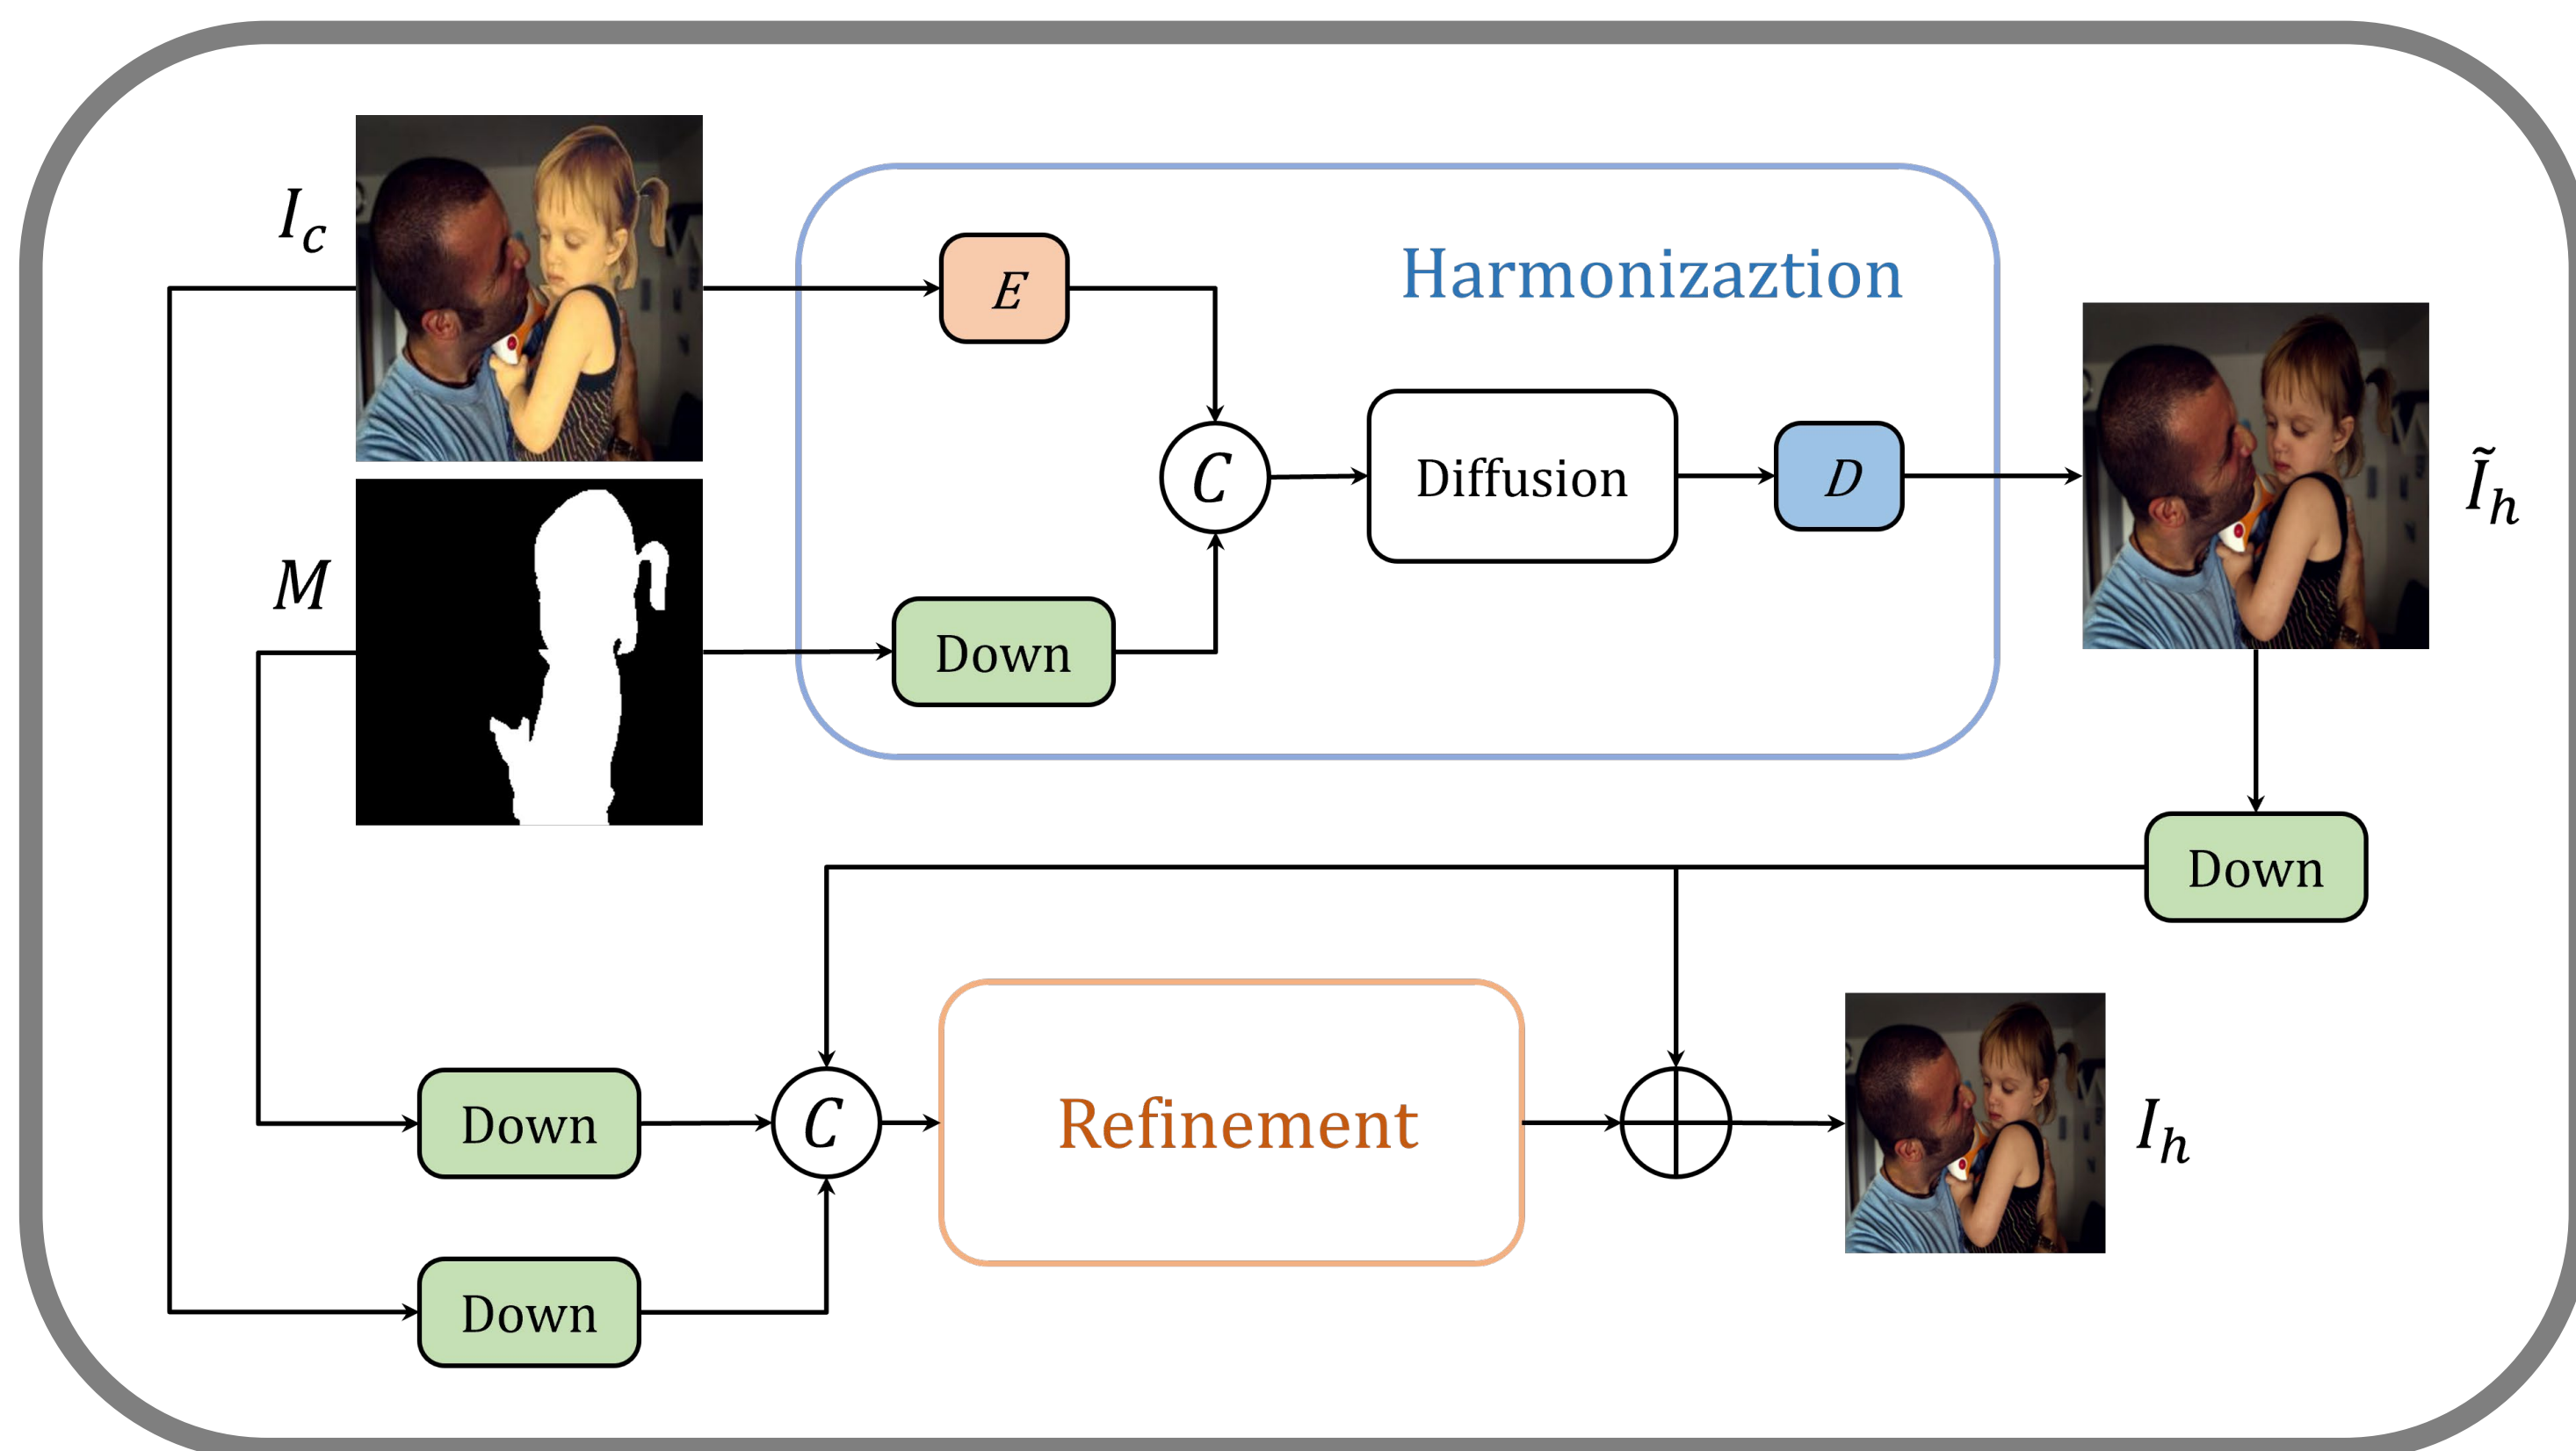 I_c
E
Harmonizaztion
C
Diffusion
D
Ĩ_h
M
Down
Down
Down
C
Refinement
I_h
Down